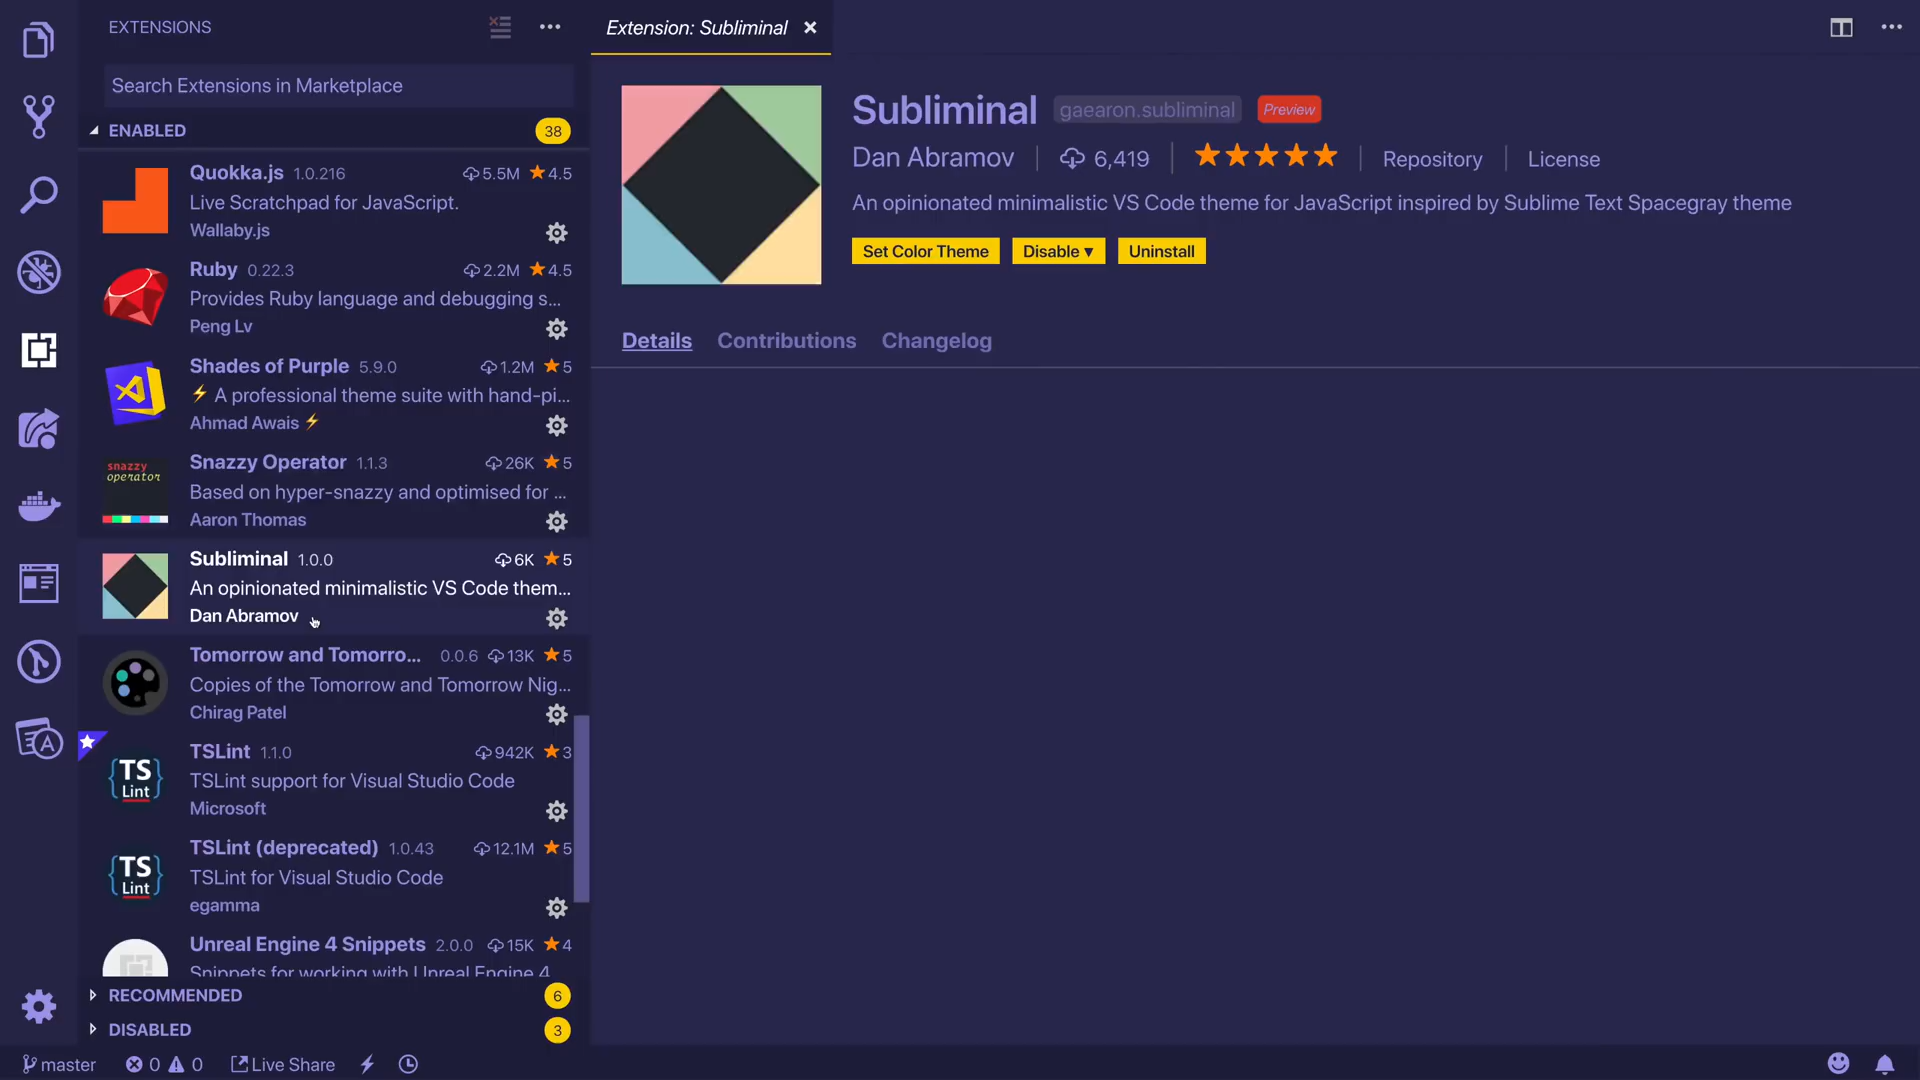 EXTENSIONS
Extension: Subliminal
Search Extensions in Marketplace
ENABLED 38
Quokka.js 1.0.216 5.5M 4.5
Live Scratchpad for JavaScript.
Wallaby.js
Ruby 0.22.3 2.2M 4.5
Provides Ruby language and debugging s...
Peng Lv
Shades of Purple 5.9.0 1.2M 5
⚡ A professional theme suite with hand-pi...
Ahmad Awais ⚡
snazzy
operator
Snazzy Operator 1.1.3 26K 5
Based on hyper-snazzy and optimised for ...
Aaron Thomas
Subliminal 1.0.0 6K 5
An opinionated minimalistic VS Code them...
Dan Abramov
Tomorrow and Tomorro... 0.0.6 13K 5
Copies of the Tomorrow and Tomorrow Nig...
Chirag Patel
{TS
Lint}
TSLint 1.1.0 942K 3
TSLint support for Visual Studio Code
Microsoft
{TS
Lint}
TSLint (deprecated) 1.0.43 12.1M 5
TSLint for Visual Studio Code
egamma
Unreal Engine 4 Snippets 2.0.0 15K 4
Snippets for working with Unreal Engine 4
RECOMMENDED 6
DISABLED 3
Subliminal gaearon.subliminal Preview
Dan Abramov | 6,419 | ★★★★★ | Repository | License
An opinionated minimalistic VS Code theme for JavaScript inspired by Sublime Text Spacegray theme
Set Color Theme Disable ▾ Uninstall
Details Contributions Changelog
master 0 0 Live Share